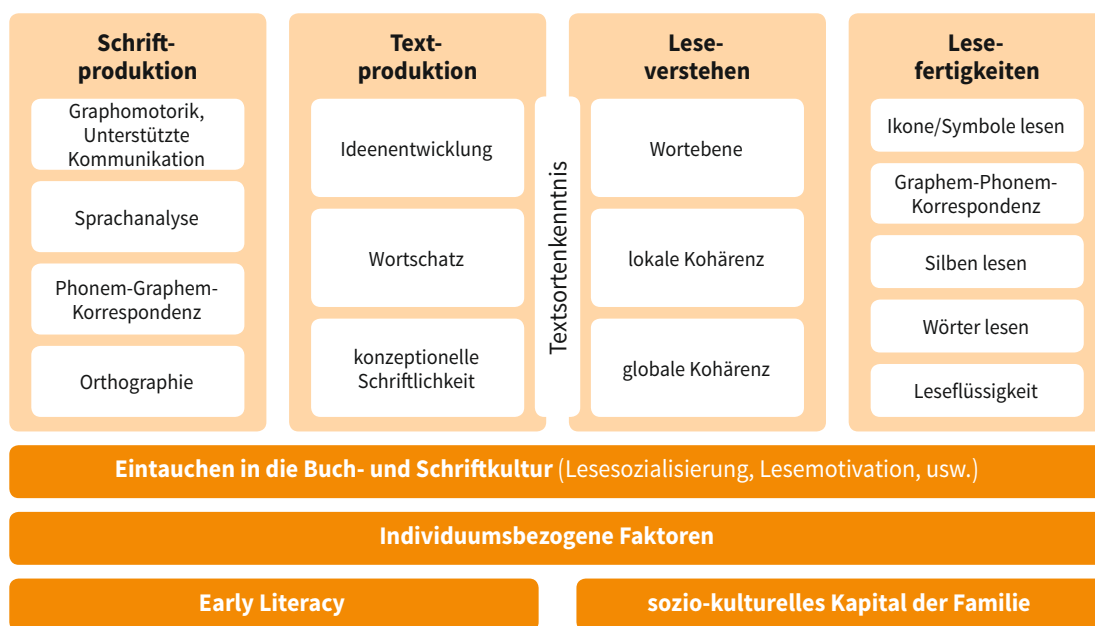 Schrift-
produktion
Graphomotorik,
Unterstützte
Kommunikation
Sprachanalyse
Phonem-Graphem-
Korrespondenz
Orthographie
Text-
produktion
Ideenentwicklung
Wortschatz
konzeptionelle
Schriftlichkeit
Textsortenkenntnis
Lese-
verstehen
Wortebene
lokale Kohärenz
globale Kohärenz
Lese-
fertigkeiten
Ikone/Symbole lesen
Graphem-Phonem-
Korrespondenz
Silben lesen
Wörter lesen
Leseflüssigkeit
Eintauchen in die Buch- und Schriftkultur (Lesesozialisierung, Lesemotivation, usw.)
Individuumsbezogene Faktoren
Early Literacy
sozio-kulturelles Kapital der Familie